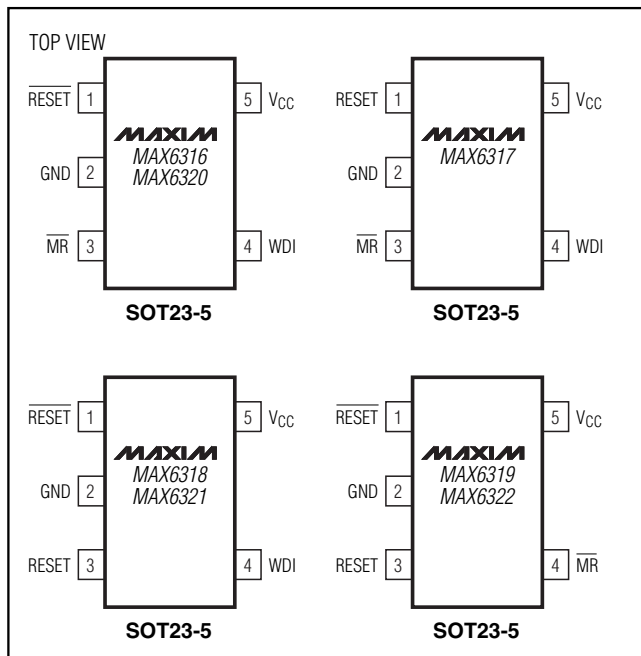 TOP VIEW
RESET 1
5 VCC
MAXIM
MAX6316
MAX6320
GND 2
MR 3
4 WDI
SOT23-5
RESET 1
5 VCC
MAXIM
MAX6317
GND 2
MR 3
4 WDI
SOT23-5
RESET 1
5 VCC
MAXIM
MAX6318
MAX6321
GND 2
RESET 3
4 WDI
SOT23-5
RESET 1
5 VCC
MAXIM
MAX6319
MAX6322
GND 2
RESET 3
4 MR
SOT23-5